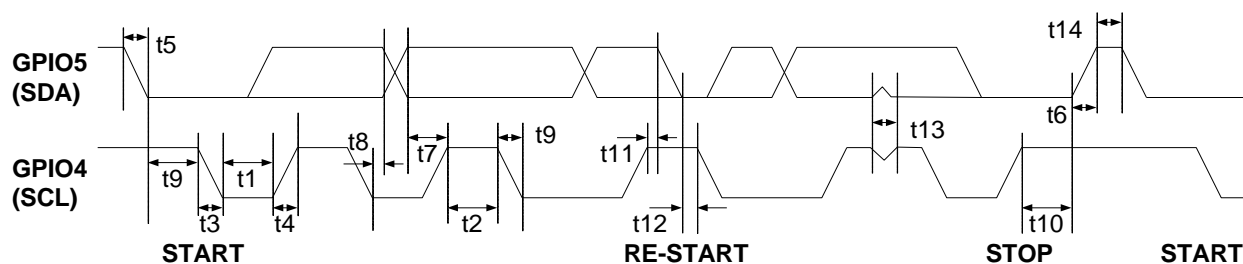 t14
t5
GPIO5
(SDA)
t6
t13
t8
t7
t9
t11
GPIO4
(SCL)
t9
t1
t3
t4
t2
t12
t10
START
RE-START
STOP
START